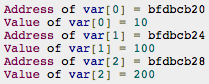 Address of var[0] = bfdbcb20
Value of var[0] = 10
Address of var[1] = bfdbcb24
Value of var[1] = 100
Address of var[2] = bfdbcb28
Value of var[2] = 200